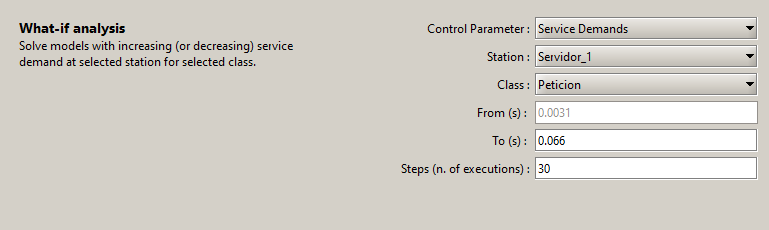 What-if analysis
Solve models with increasing (or decreasing) service
demand at selected station for selected class.
Control Parameter : Service Demands
Station : Servidor_1
Class : Peticion
From (s) : 0.0031
To (s) : 0.066
Steps (n. of executions) : 30